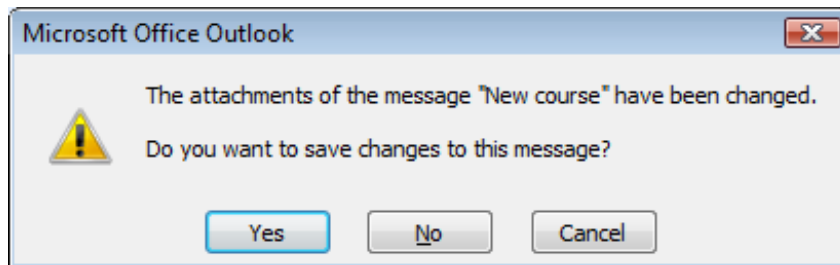 Microsoft Office Outlook
The attachments of the message "New course" have been changed.
Do you want to save changes to this message?
Yes
No
Cancel